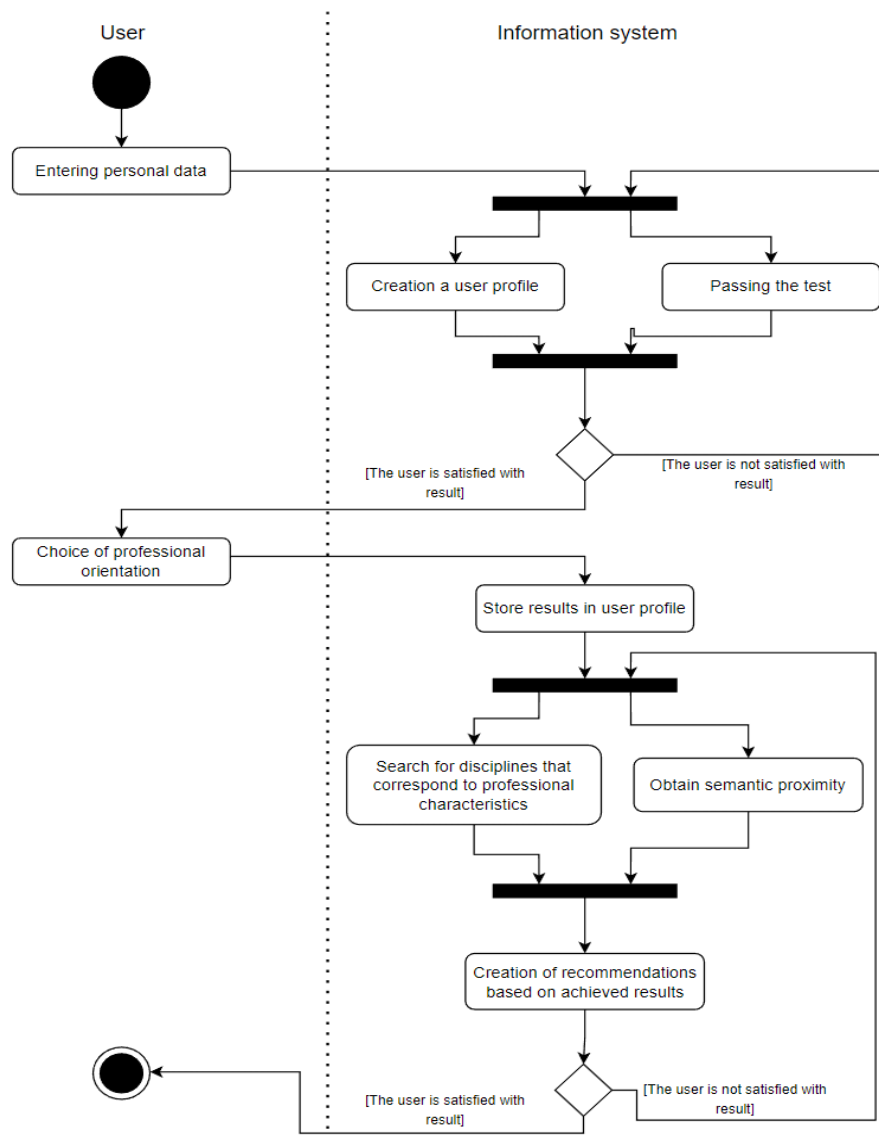 User
Information system
Entering personal data
Creation a user profile
Passing the test
[The user is satisfied with
result]
[The user is not satisfied with
result]
Choice of professional
orientation
Store results in user profile
Search for disciplines that
correspond to professional
characteristics
Obtain semantic proximity
Creation of recommendations
based on achieved results
[The user is satisfied with
result]
[The user is not satisfied with
result]